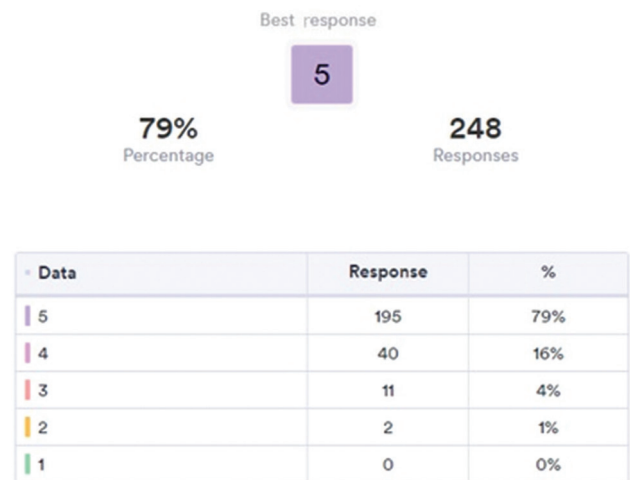 Best response
5
79% 248
Percentage Responses
Data Response %
5 195 79%
4 40 16%
3 11 4%
2 2 1%
1 0 0%